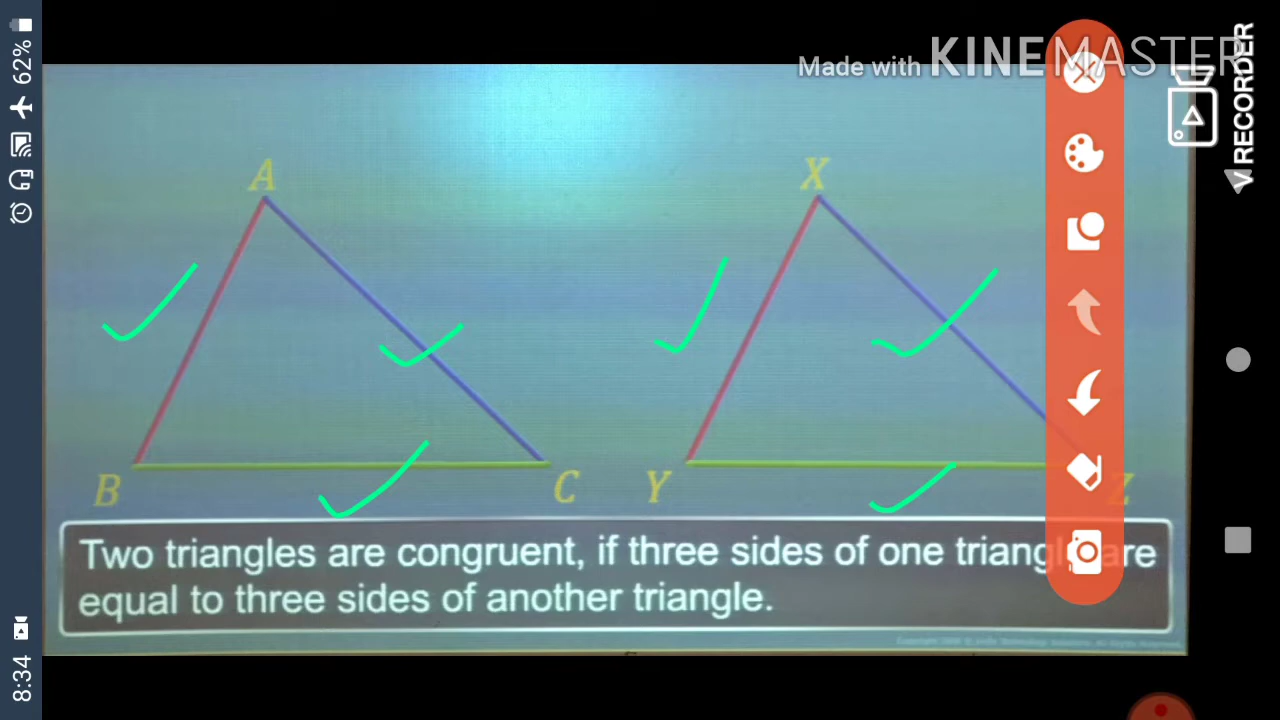 Made with KINEMASTER
V RECORDER
62%
8:34
A
X
B
C
Y
Z
Two triangles are congruent, if three sides of one triangle are
equal to three sides of another triangle.